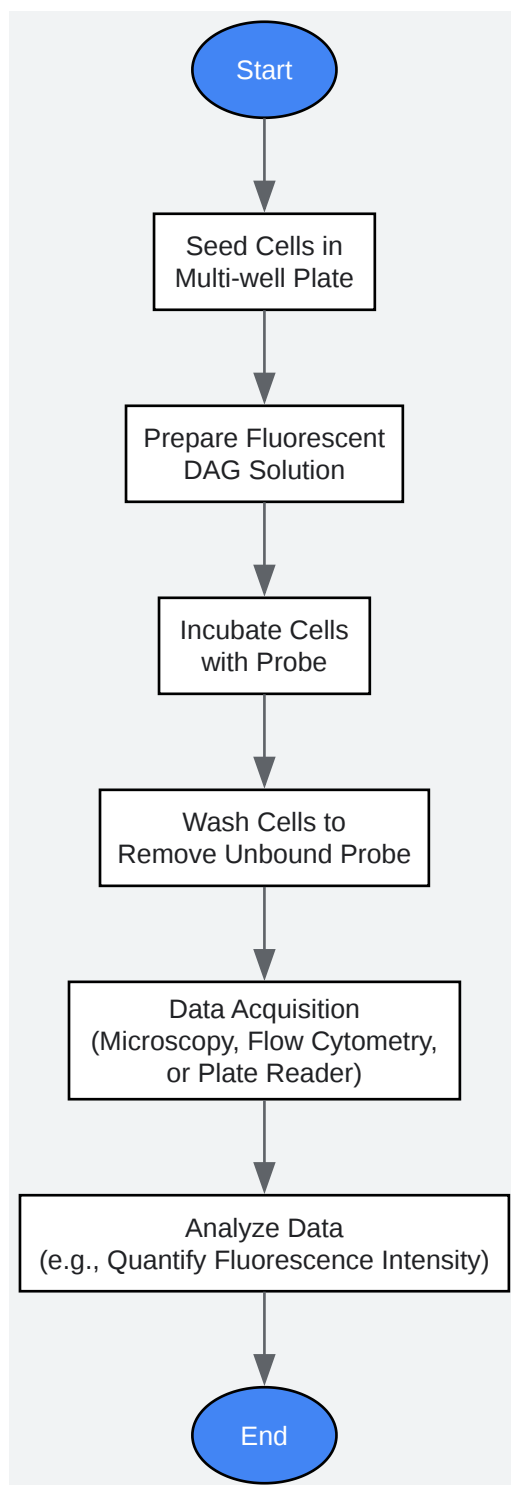 Start
Seed Cells in
Multi-well Plate
Prepare Fluorescent
DAG Solution
Incubate Cells
with Probe
Wash Cells to
Remove Unbound Probe
Data Acquisition
(Microscopy, Flow Cytometry,
or Plate Reader)
Analyze Data
(e.g., Quantify Fluorescence Intensity)
End